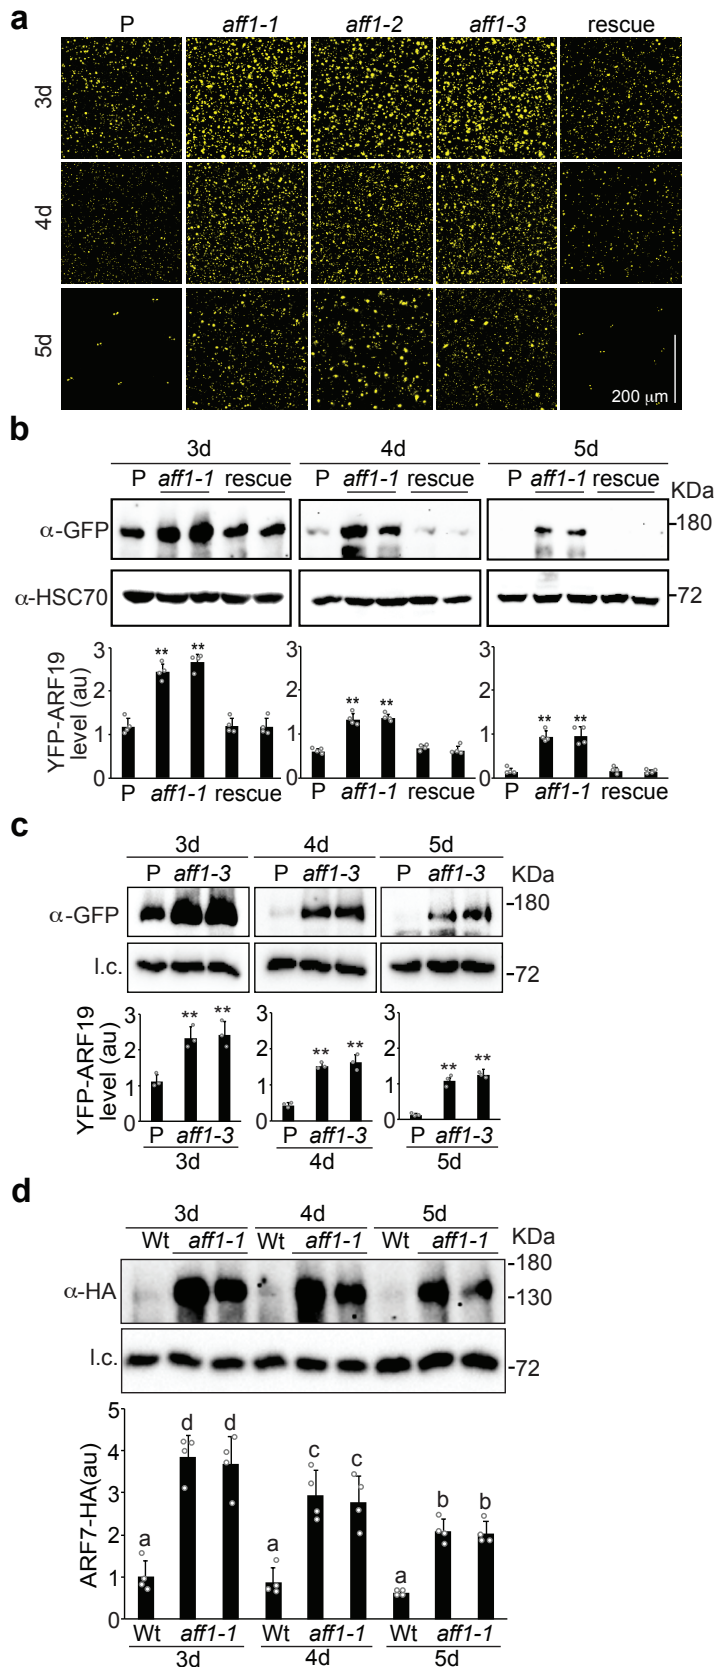 a
P aff1-1 aff1-2 aff1-3 rescue
3d
4d
5d
200 μm
b
3d 4d 5d
P aff1-1 rescue P aff1-1 rescue P aff1-1 rescue KDa
α-GFP -180
α-HSC70 -72
YFP-ARF19
level (au)
3 3 3
** ** ** ** ** **
2 2 2
1 1 1
0 0 0
P aff1-1 rescue P aff1-1 rescue P aff1-1 rescue
c
3d 4d 5d
P aff1-3 P aff1-3 P aff1-3 KDa
α-GFP -180
l.c. -72
YFP-ARF19
level (au)
3 3 3
** ** ** ** ** **
2 2 2
1 1 1
0 0 0
P aff1-3 P aff1-3 P aff1-3
3d 4d 5d
d
3d 4d 5d
Wt aff1-1 Wt aff1-1 Wt aff1-1 KDa
-180
α-HA -130
l.c. -72
ARF7-HA(au)
5
4
3
2
1
0
a d d a c c a b b
Wt aff1-1 Wt aff1-1 Wt aff1-1
3d 4d 5d